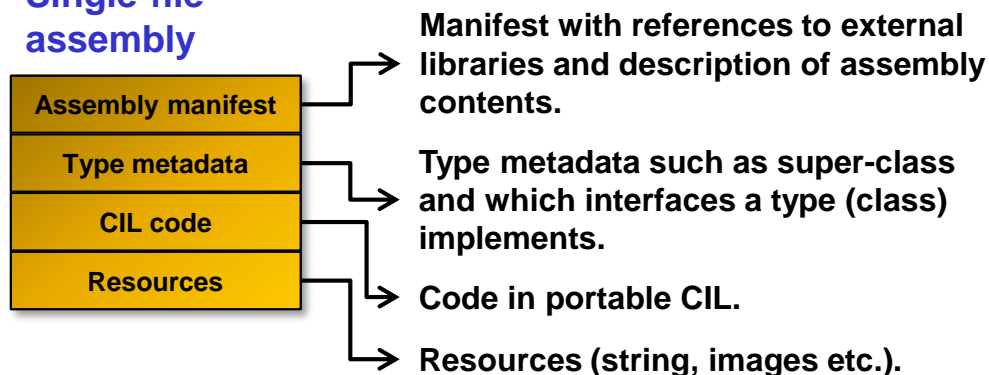 Single file
assembly
Assembly manifest
Type metadata
CIL code
Resources
Manifest with references to external
libraries and description of assembly
contents.
Type metadata such as super-class
and which interfaces a type (class)
implements.
Code in portable CIL.
Resources (string, images etc.).